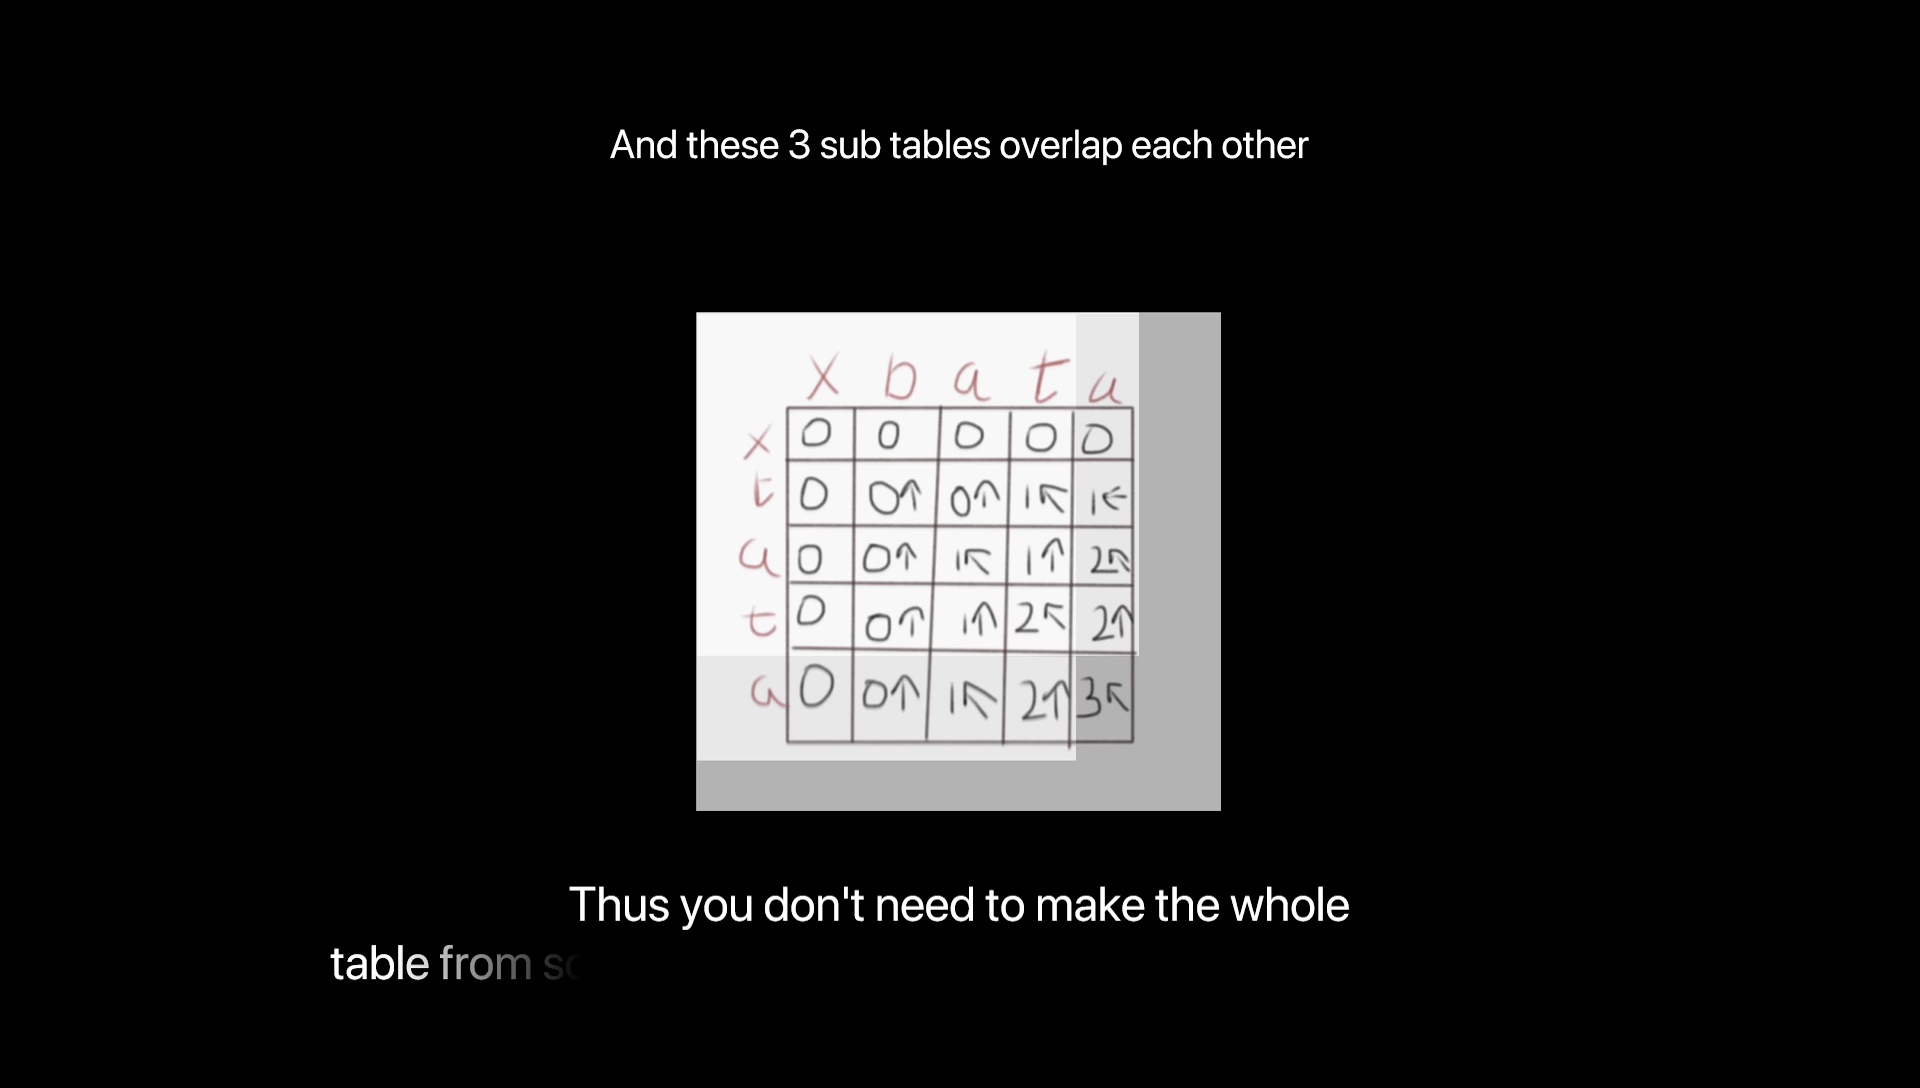 And these 3 sub tables overlap each other
x b a t a
x 0 0 0 0 0
t 0 0↑ 0↑ 1↖ 1←
a 0 0↑ 1↖ 1↑ 2↖
t 0 0↑ 1↑ 2↖ 2↑
a 0 0↑ 1↖ 2↑ 3↖
Thus you don't need to make the whole
table from